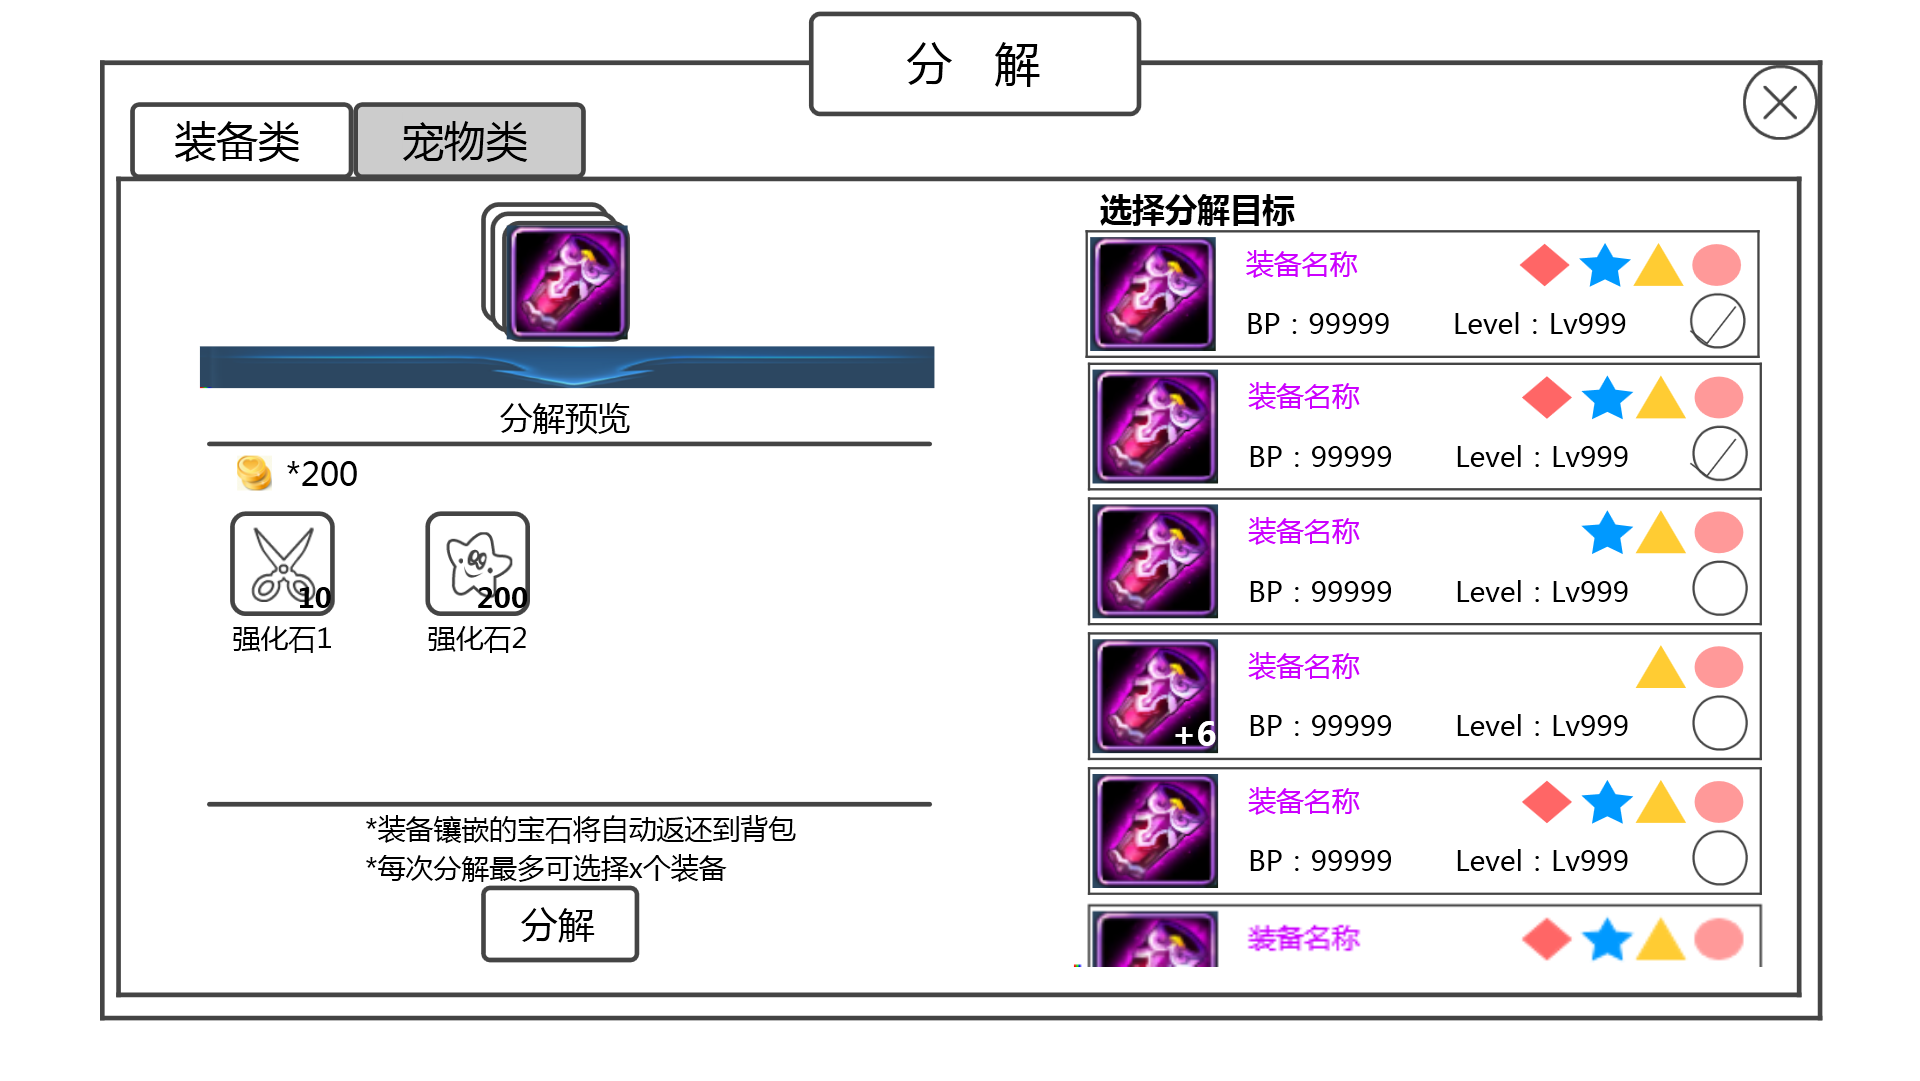 分 解
装备类
宠物类
分解预览
*200
10
200
强化石1
强化石2
*装备镶嵌的宝石将自动返还到背包
*每次分解最多可选择x个装备
分解
选择分解目标
装备名称
BP：99999 Level：Lv999
装备名称
BP：99999 Level：Lv999
装备名称
BP：99999 Level：Lv999
装备名称
+6
BP：99999 Level：Lv999
装备名称
BP：99999 Level：Lv999
装备名称